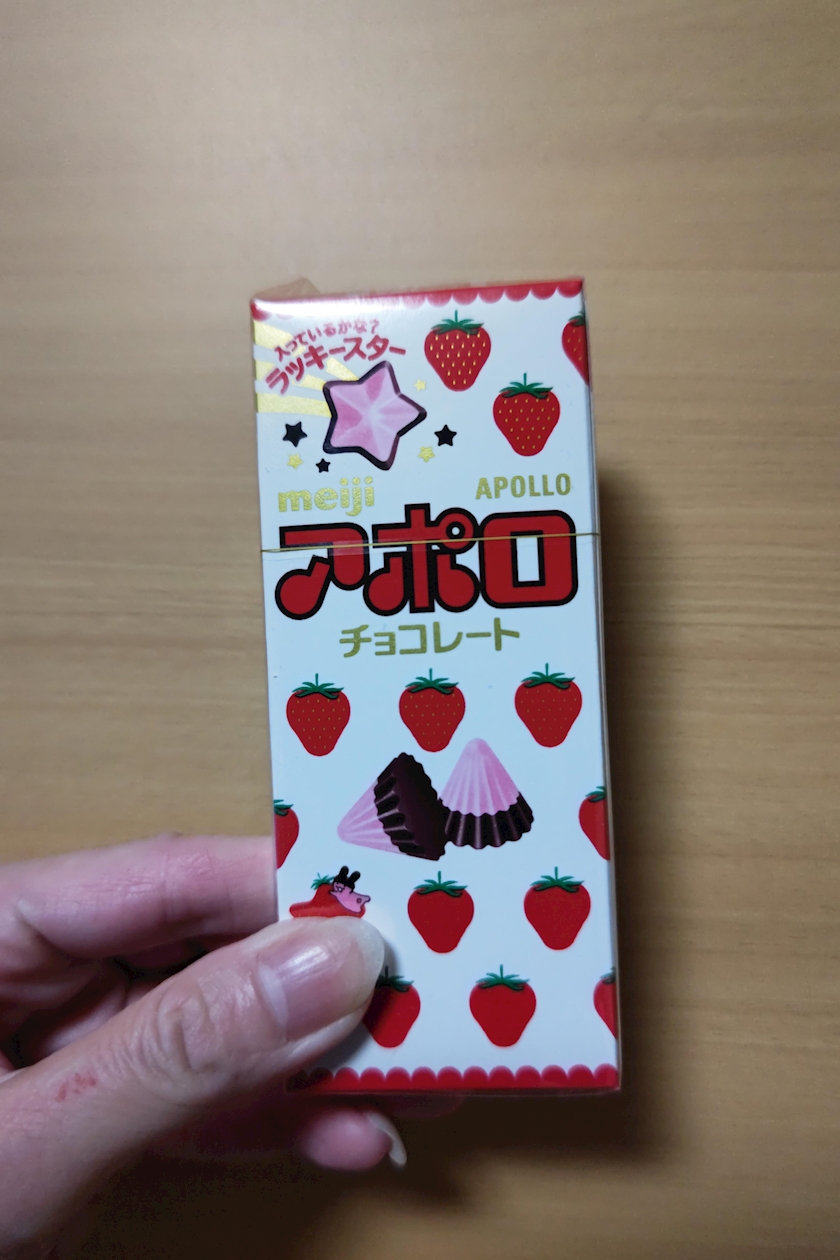 入っているかな?
ラッキースター
meiji
APOLLO
アポロ
チョコレート